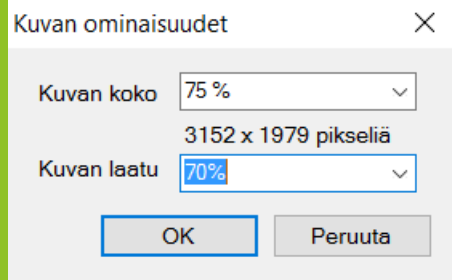 Kuvan ominaisuudet
Kuvan koko 75 %
3152 x 1979 pikseliä
Kuvan laatu 70%
OK Peruuta